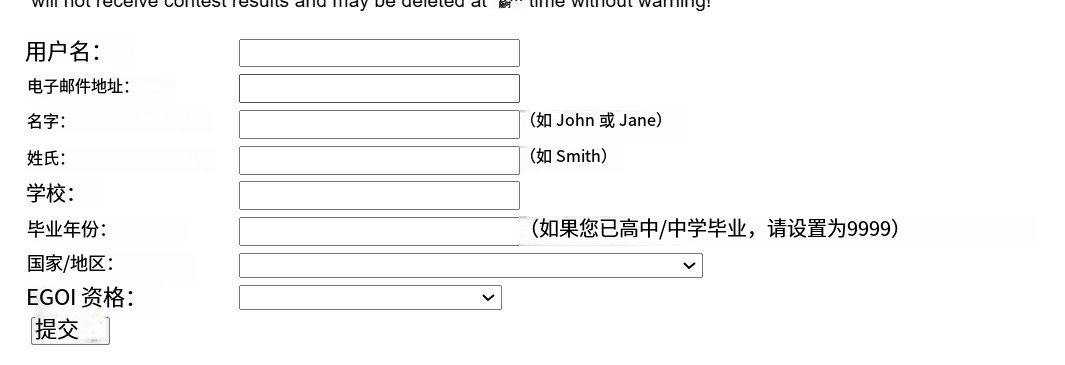 will not receive contest results and may be deleted at time without warning!
用户名：
电子邮件地址：
名字： （如 John 或 Jane）
姓氏： （如 Smith）
学校：
毕业年份： （如果您已高中/中学毕业，请设置为9999）
国家/地区：
EGOI 资格：
提交